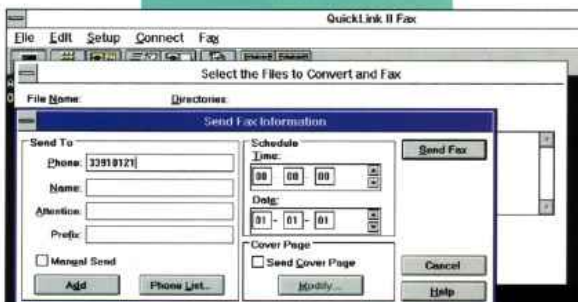 QuickLink II Fax
File Edit Setup Connect Fax
Select the Files to Convert and Fax
File Name: Directories:
Send Fax Information
Send To
Phone: 33910121
Name:
Attention:
Prefix:
Manual Send
Add Phone List...
Schedule
Time:
00 00 - 00
Date:
01 - 01 - 01
Cover Page
Send Cover Page
Modify...
Send Fax
Cancel
Help